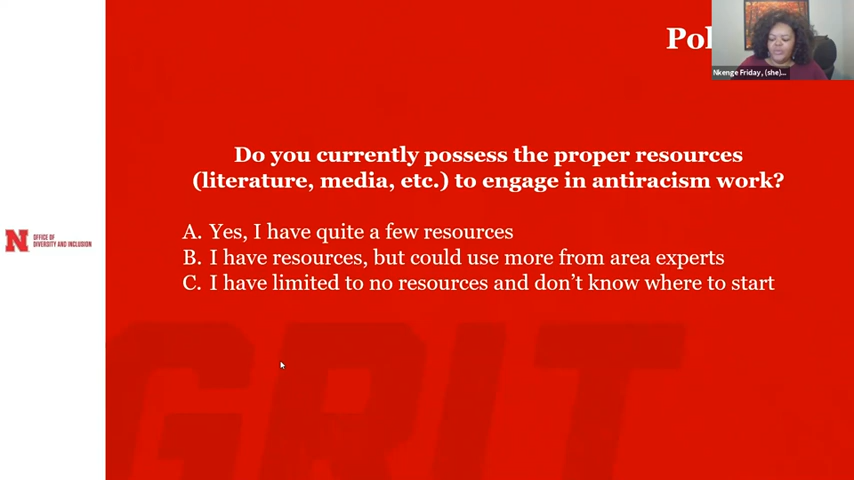 Pol
Nkenge Friday, (she)...
Do you currently possess the proper resources
(literature, media, etc.) to engage in antiracism work?
A. Yes, I have quite a few resources
B. I have resources, but could use more from area experts
C. I have limited to no resources and don’t know where to start
N
OFFICE OF
DIVERSITY AND INCLUSION
GRIT